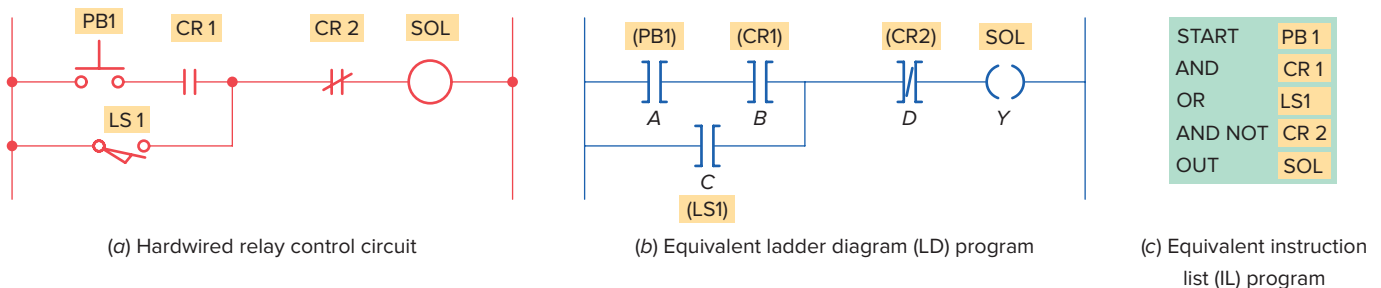 PB1
CR 1
CR 2
SOL
LS 1
(a) Hardwired relay control circuit
(PB1)
(CR1)
(CR2)
SOL
A
B
D
Y
C
(LS1)
(b) Equivalent ladder diagram (LD) program
START PB 1
AND CR 1
OR LS1
AND NOT CR 2
OUT SOL
(c) Equivalent instruction
list (IL) program